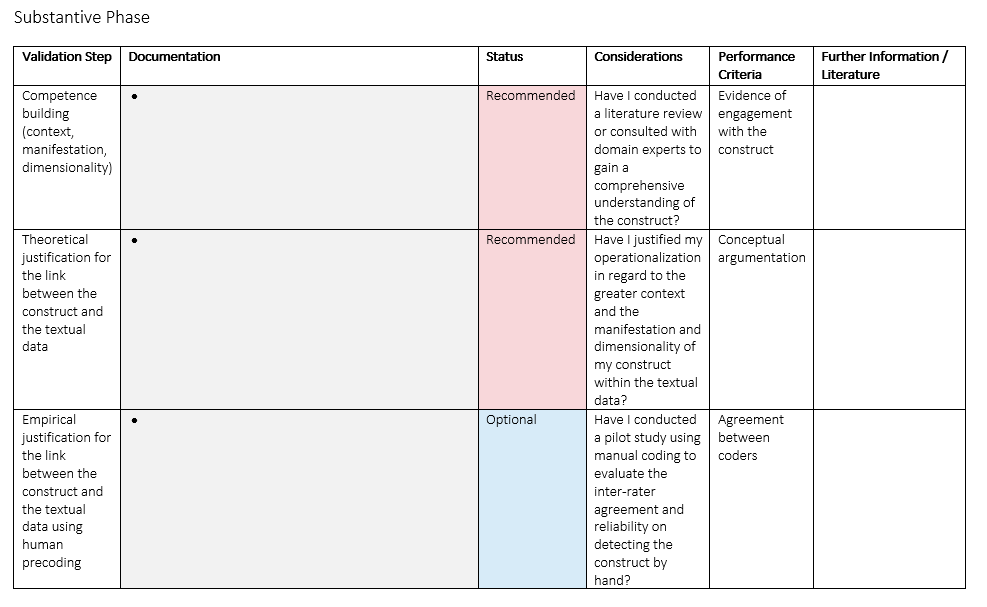 Substantive Phase
Validation Step
Documentation
Status
Considerations
Performance
Criteria
Further Information /
Literature
Competence
building
(context,
manifestation,
dimensionality)
•
Recommended
Have I conducted
a literature review
or consulted with
domain experts to
gain a
comprehensive
understanding of
the construct?
Evidence of
engagement
with the
construct
Theoretical
justification for
the link
between the
construct and
the textual
data
•
Recommended
Have I justified my
operationalization
in regard to the
greater context
and the
manifestation and
dimensionality of
my construct
within the textual
data?
Conceptual
argumentation
Empirical
justification for
the link
between the
construct and
the textual
data using
human
precoding
•
Optional
Have I conducted
a pilot study using
manual coding to
evaluate the
inter-rater
agreement and
reliability on
detecting the
construct by
hand?
Agreement
between
coders